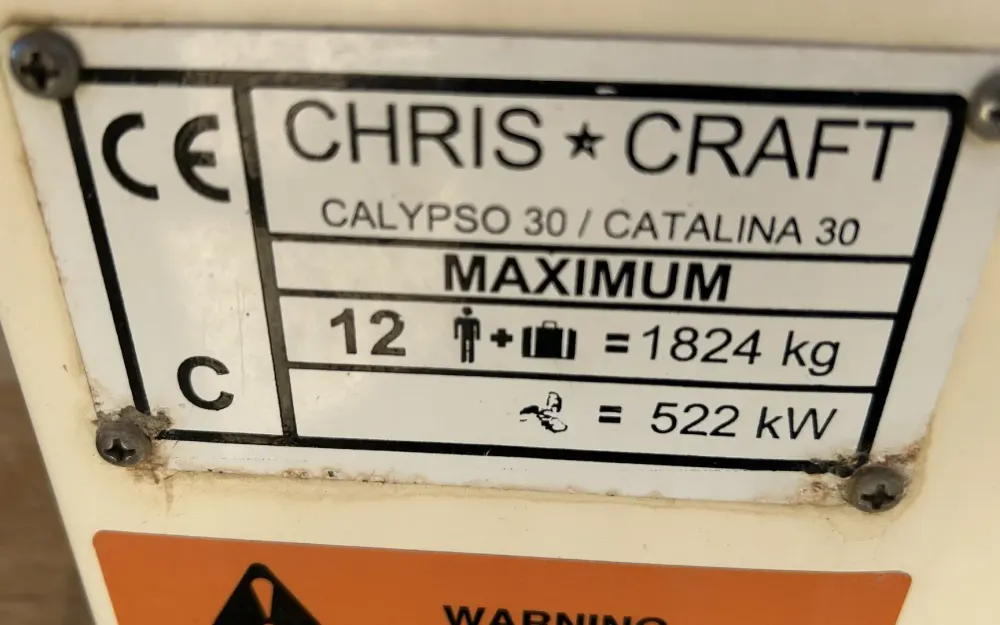 CE
CHRIS★CRAFT
CALYPSO 30 / CATALINA 30
MAXIMUM
12 + = 1824 kg
C
= 522 kW
WARNING